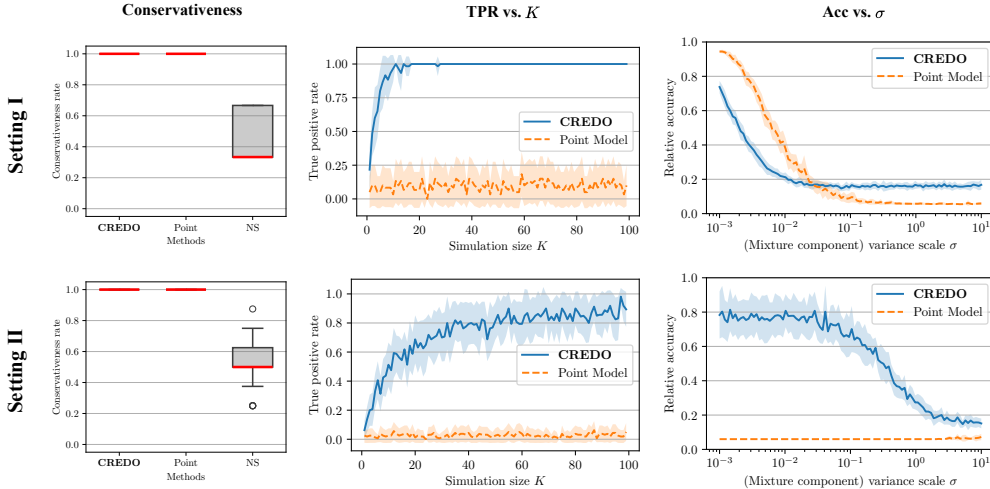 Conservativeness
TPR vs. K
Acc vs. σ
Setting I
Conservativeness rate
1.0
0.8
0.6
0.4
0.2
0.0
CREDO
Point
NS
Methods
True positive rate
1.00
0.75
0.50
0.25
0.00
CREDO
Point Model
0
20
40
60
80
100
Simulation size K
Relative accuracy
1.0
0.8
0.6
0.4
0.2
0.0
CREDO
Point Model
10⁻³
10⁻²
10⁻¹
10⁰
10¹
(Mixture component) variance scale σ
Setting II
Conservativeness rate
1.0
0.8
0.6
0.4
0.2
0.0
CREDO
Point
NS
Methods
True positive rate
1.0
0.8
0.6
0.4
0.2
0.0
CREDO
Point Model
0
20
40
60
80
100
Simulation size K
Relative accuracy
1.0
0.8
0.6
0.4
0.2
0.0
CREDO
Point Model
10⁻³
10⁻²
10⁻¹
10⁰
10¹
(Mixture component) variance scale σ